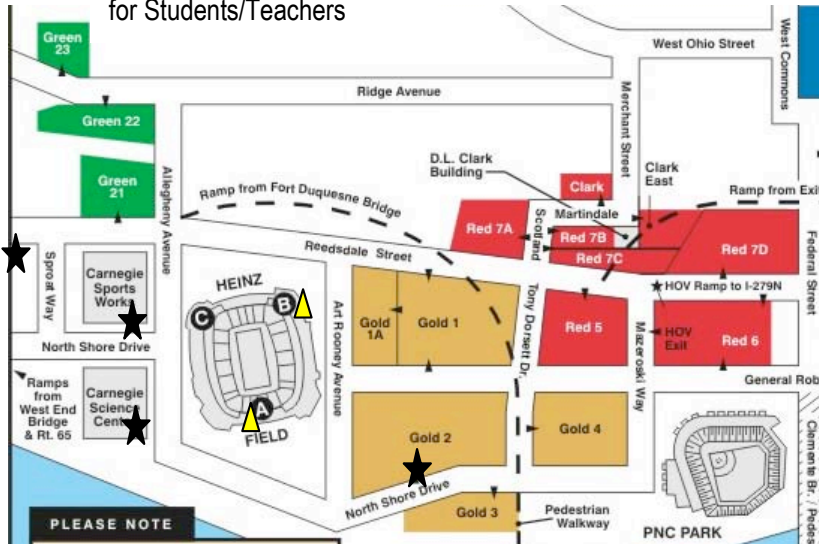 for Students/Teachers
Green
23
West Ohio Street
West Commons
Ridge Avenue
Green 22
Merchant Street
D.L. Clark
Building
Clark
East
Green
21
Allegheny Avenue
Ramp from Fort Duquesne Bridge
Clark
Ramp from Exit
Martindale
Scotland
Red 7A
Red 7B
Red 7C
Red 7D
Federal Street
Reedsdale Street
Sproat Way
Carnegie
Sports
Works
HEINZ
HOV Ramp to I-279N
B
C
Art Rooney Avenue
Gold
1A
Gold 1
Tony Dorsett Dr.
Red 5
Mazeroski Way
HOV
Exit
Red 6
North Shore Drive
General Rob
Ramps
from
West End
Bridge
& Rt. 65
Carnegie
Science
Cent
A
FIELD
Gold 2
Gold 4
Clemente Br. / Pedes
North Shore Drive
Gold 3
Pedestrian
Walkway
PNC PARK
PLEASE NOTE